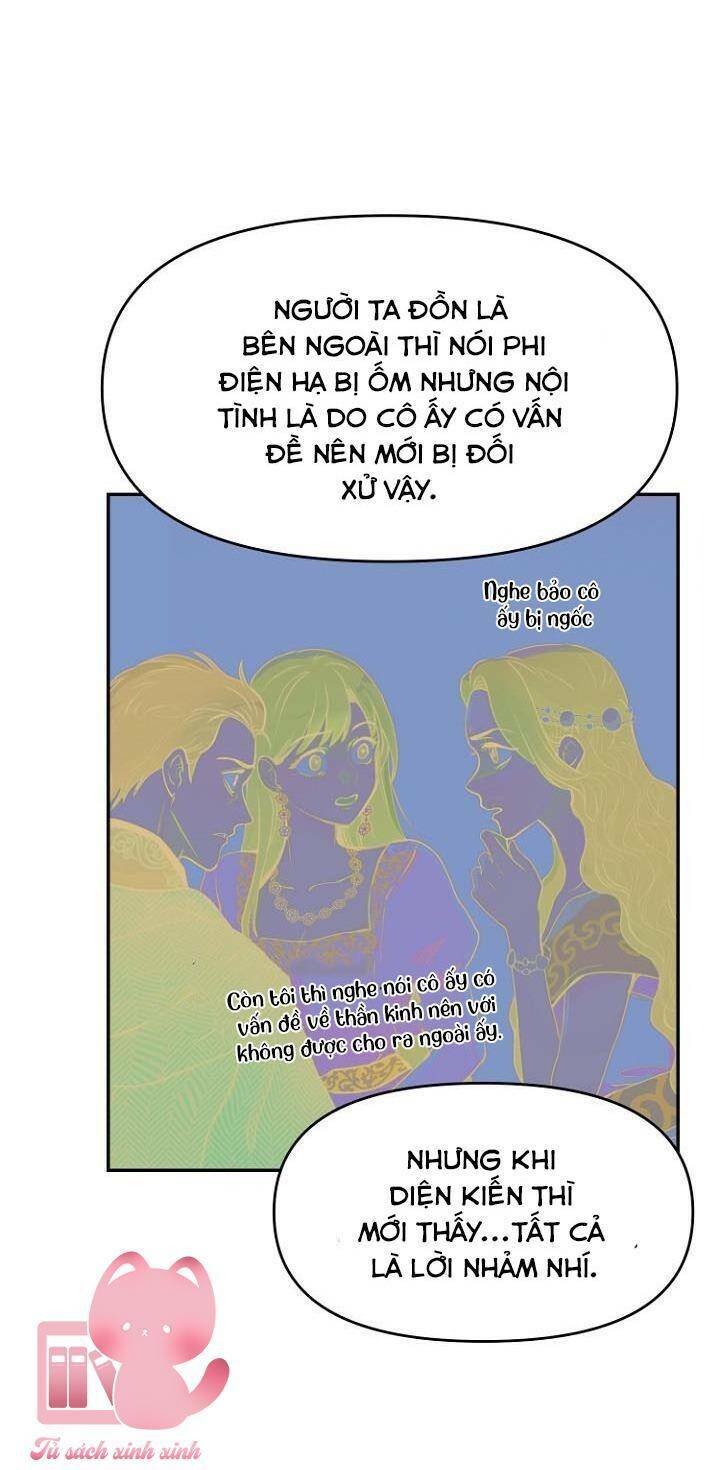 NGƯỜI TA ĐỒN LÀ
BÊN NGOÀI THÌ NÓI PHI
ĐIỆN HẠ BỊ ỐM NHƯNG NỘI
TÌNH LÀ DO CÔ ẤY CÓ VẤN
ĐỀ NÊN MỚI BỊ ĐỐI
XỬ VẬY.
Nghe bảo cô
ấy bị ngốc
Còn tôi thì nghe nói cô ấy có
vấn đề về thần kinh nên với
không được cho ra ngoài ấy.
NHƯNG KHI
DIỆN KIẾN THÌ
MỚI THẤY...TẤT CẢ
LÀ LỜI NHẢM NHÍ.
Tủ sách xinh xinh